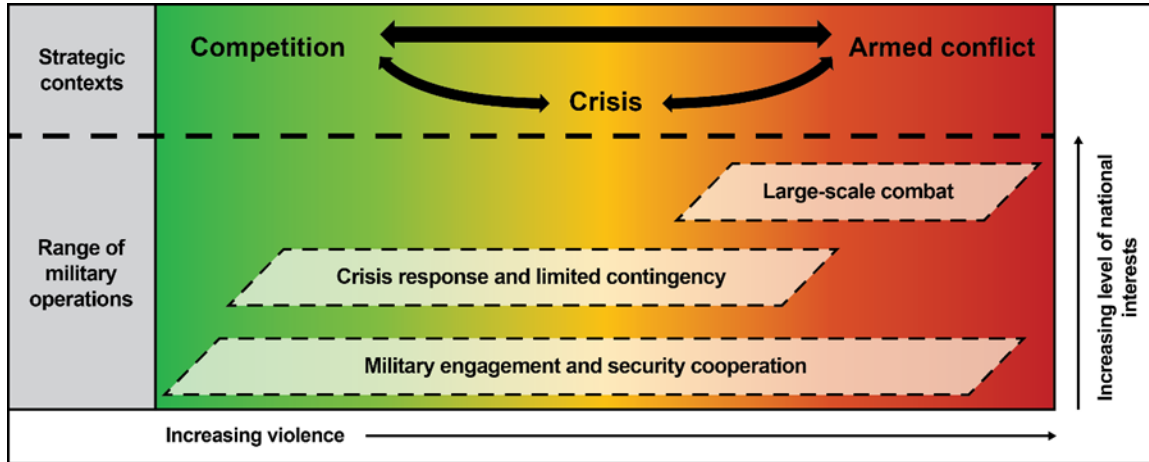 Strategic
contexts
Competition
Armed conflict
Crisis
Range of
military
operations
Large-scale combat
Crisis response and limited contingency
Military engagement and security cooperation
Increasing level of national
interests
Increasing violence